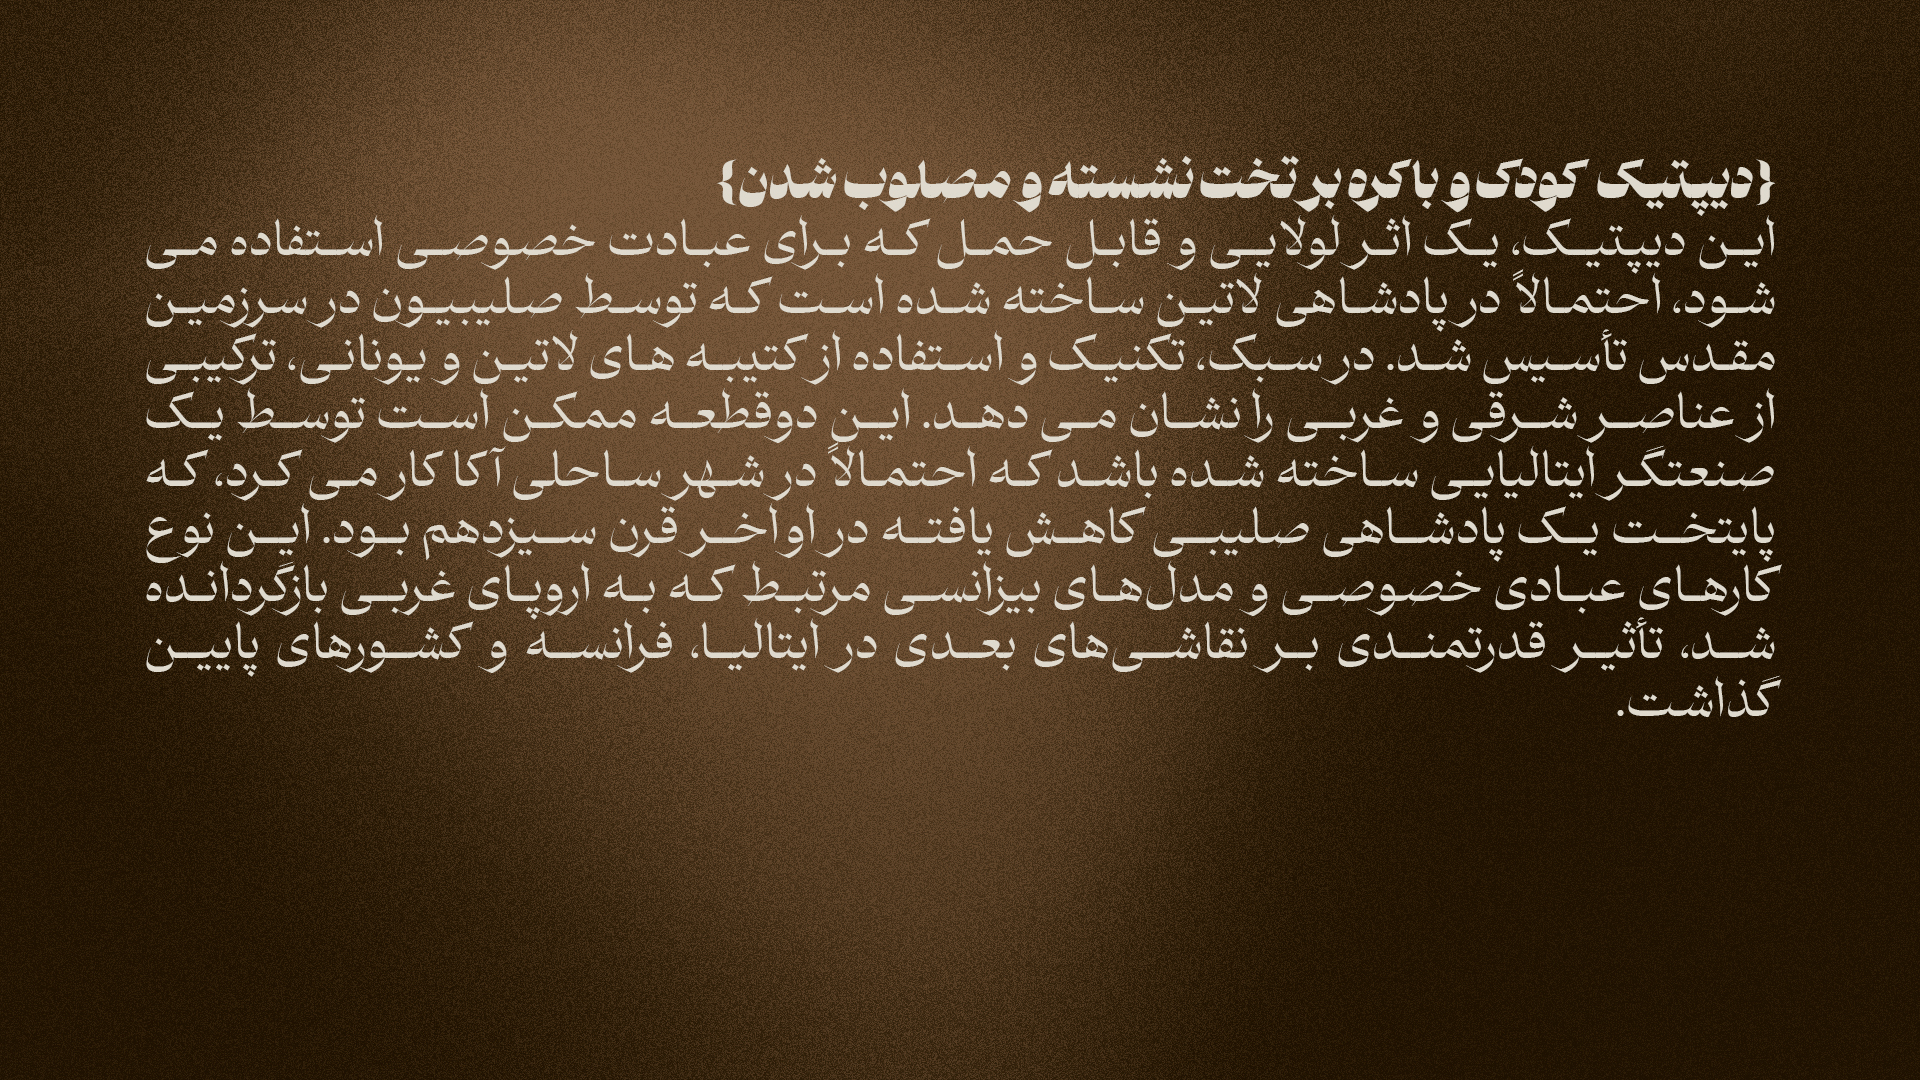 {دیپتیک کودک و باکره بر تخت نشسته و مصلوب شدن}
این دیپتیک، یک اثر لولایی و قابل حمل که برای عبادت خصوصی استفاده می
شود، احتمالاً در پادشاهی لاتین ساخته شده است که توسط صلیبیون در سرزمین
مقدس تأسیس شد. در سبک، تکنیک و استفاده از کتیبه های لاتین و یونانی، ترکیبی
از عناصر شرقی و غربی را نشان می دهد. این دوقطعه ممکن است توسط یک
صنعتگر ایتالیایی ساخته شده باشد که احتمالاً در شهر ساحلی آکا کار می کرد، که
پایتخت یک پادشاهی صلیبی کاهش یافته در اواخر قرن سیزدهم بود. این نوع
کارهای عبادی خصوصی و مدل‌های بیزانسی مرتبط که به اروپای غربی بازگردانده
شد، تأثیر قدرتمندی بر نقاشی‌های بعدی در ایتالیا، فرانسه و کشورهای پایین
گذاشت.